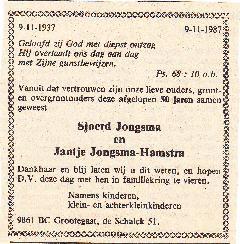 9-11-1937 9-11-1987
Geloofd zij God met diepst ontzag
Hij overlaadt ons dag aan dag
met Zijne gunstbewijzen.
Ps. 68 : 10 o.b.
Vanuit dat vertrouwen zijn onze lieve ouders, groot-
en overgrootouders deze afgelopen 50 jaren samen
geweest
Sjoerd Jongsma
en
Jantje Jongsma-Hamstra
Dankbaar en blij laten wij u dit weten, en hopen
D.V. deze dag met hen in familiekring te vieren.
Namens kinderen,
klein- en achterkleinkinderen
9861 BC Grootegast, de Schalck 51.